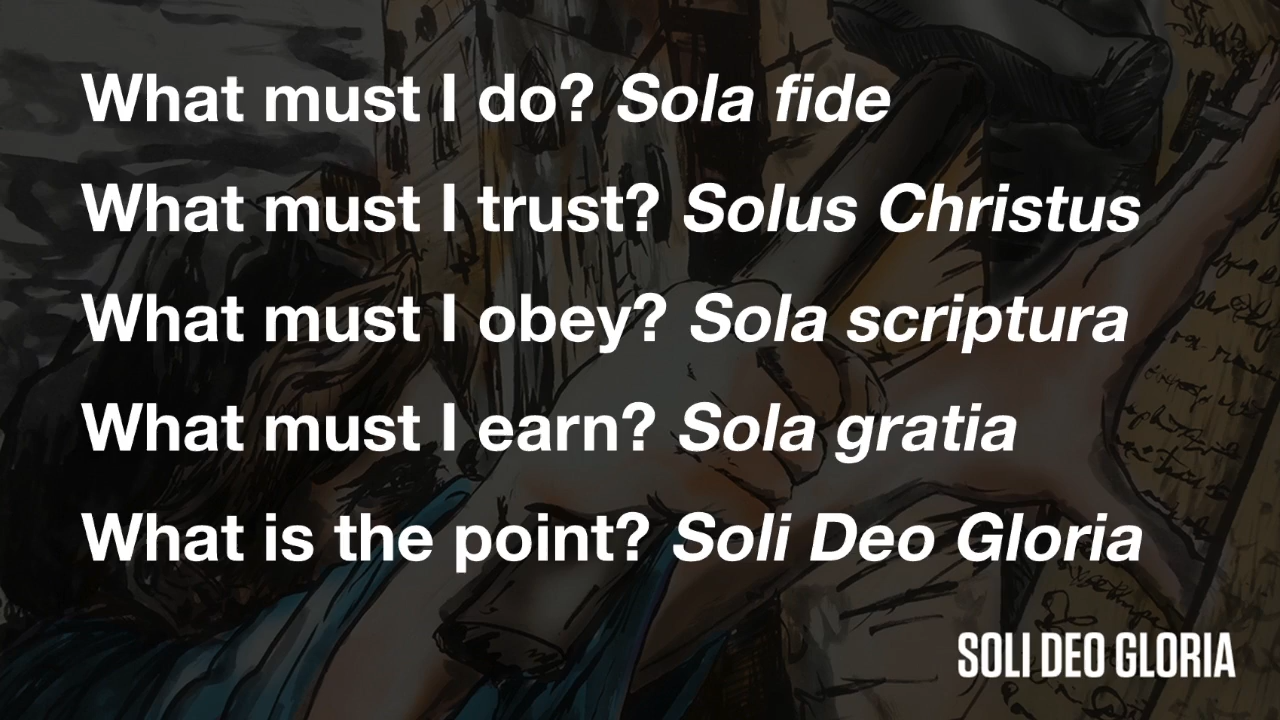 What must I do? Sola fide
What must I trust? Solus Christus
What must I obey? Sola scriptura
What must I earn? Sola gratia
What is the point? Soli Deo Gloria
SOLI DEO GLORIA